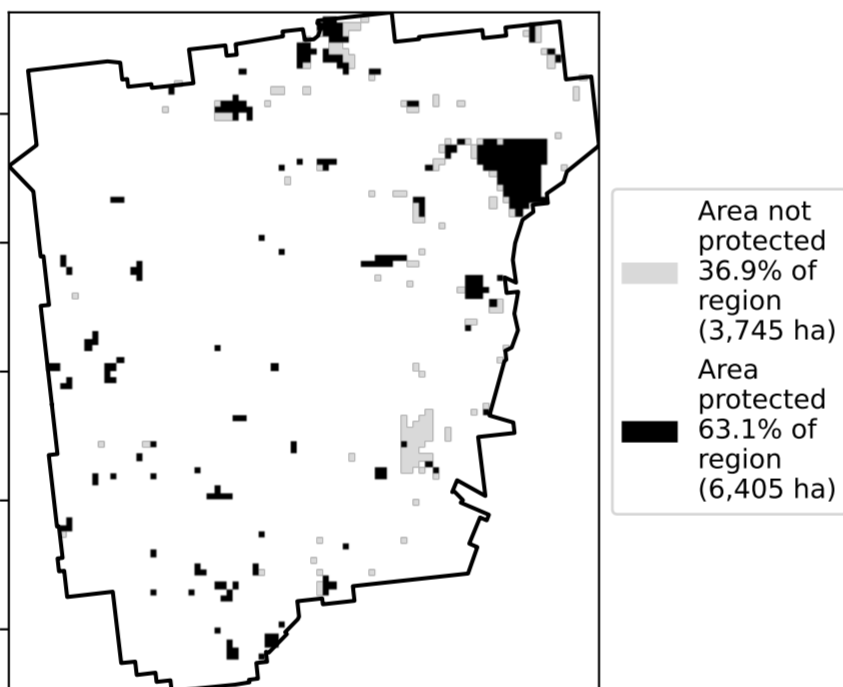 Area not
protected
36.9% of
region
(3,745 ha)
Area
protected
63.1% of
region
(6,405 ha)